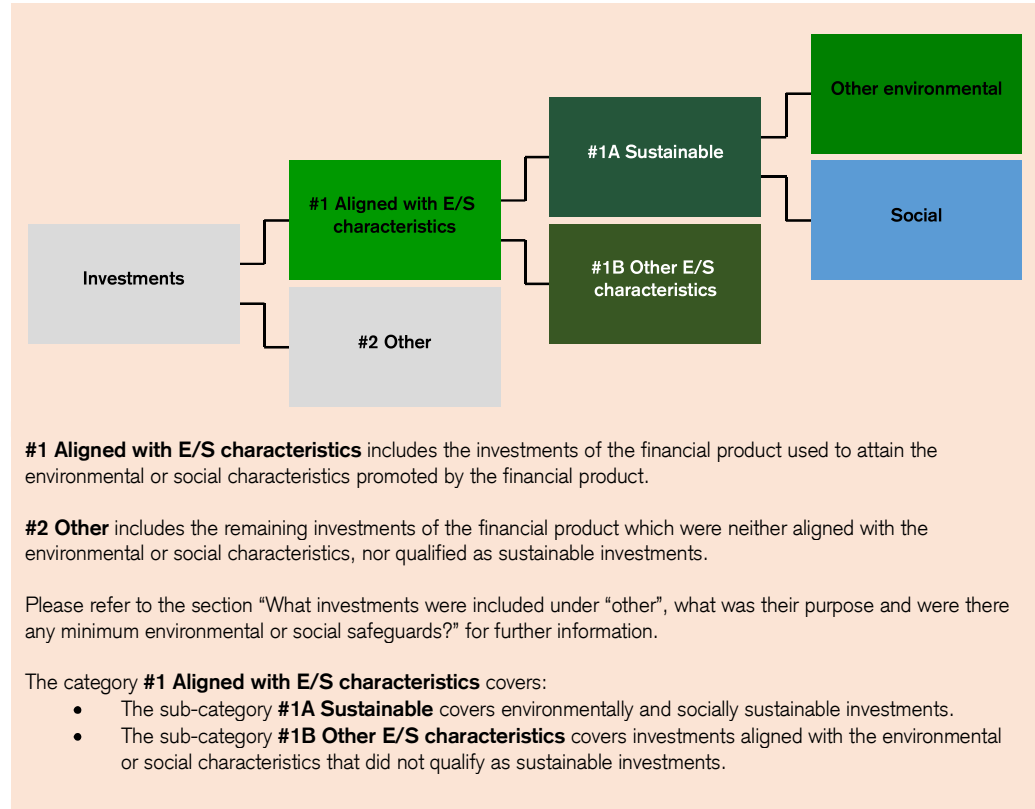 Other environmental
#1A Sustainable
#1 Aligned with E/S
characteristics
Social
Investments
#1B Other E/S
characteristics
#2 Other
#1 Aligned with E/S characteristics includes the investments of the financial product used to attain the
environmental or social characteristics promoted by the financial product.
#2 Other includes the remaining investments of the financial product which were neither aligned with the
environmental or social characteristics, nor qualified as sustainable investments.
Please refer to the section “What investments were included under “other”, what was their purpose and were there
any minimum environmental or social safeguards?” for further information.
The category #1 Aligned with E/S characteristics covers:
• The sub-category #1A Sustainable covers environmentally and socially sustainable investments.
• The sub-category #1B Other E/S characteristics covers investments aligned with the environmental
or social characteristics that did not qualify as sustainable investments.